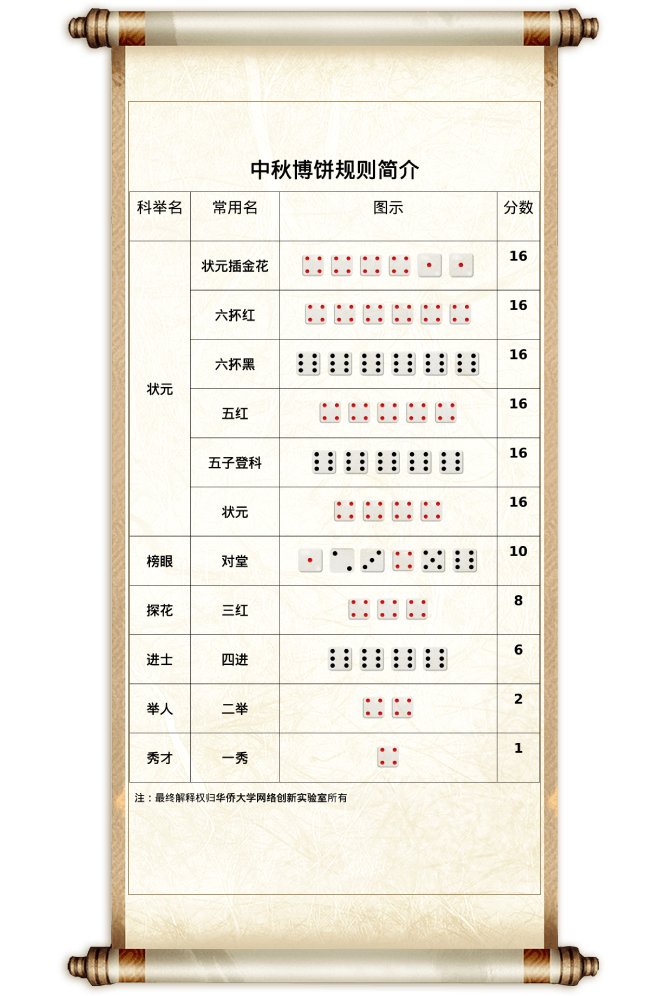 中秋博饼规则简介
科举名 常用名 图示 分数
状元
状元插金花 16
六抔红 16
六抔黑 16
五红 16
五子登科 16
状元 16
榜眼 对堂 10
探花 三红 8
进士 四进 6
举人 二举 2
秀才 一秀 1
注：最终解释权归华侨大学网络创新实验室所有